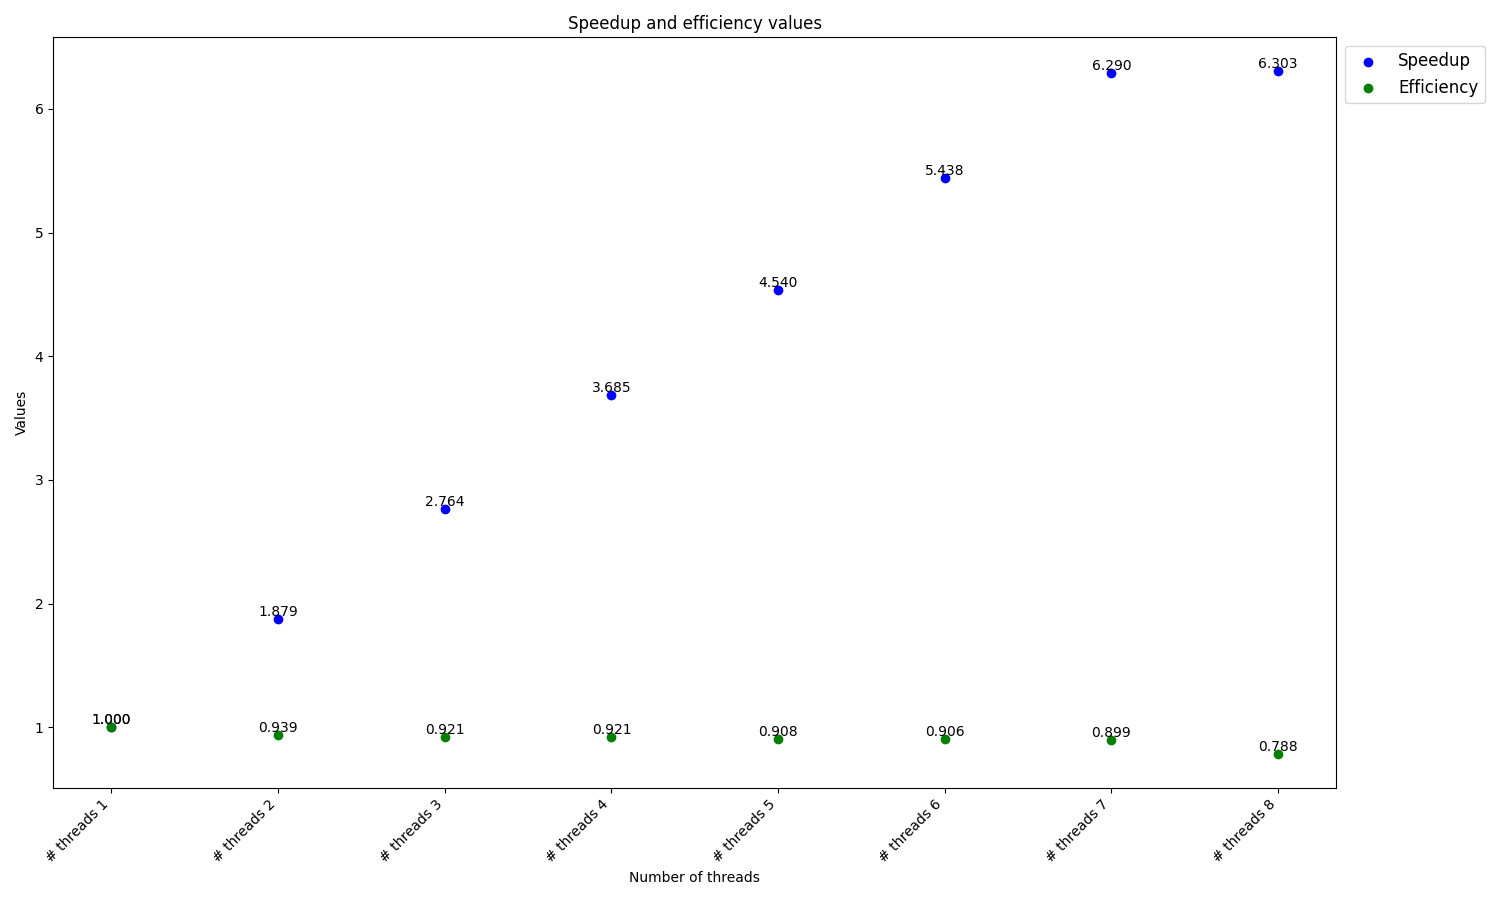 Speedup and efficiency values
Speedup
Efficiency
6
5
4
3
2
1
Values
1.000
1.000
1.879
2.764
3.685
4.540
5.438
6.290
6.303
0.939
0.921
0.921
0.908
0.906
0.899
0.788
# threads 1
# threads 2
# threads 3
# threads 4
# threads 5
# threads 6
# threads 7
# threads 8
Number of threads